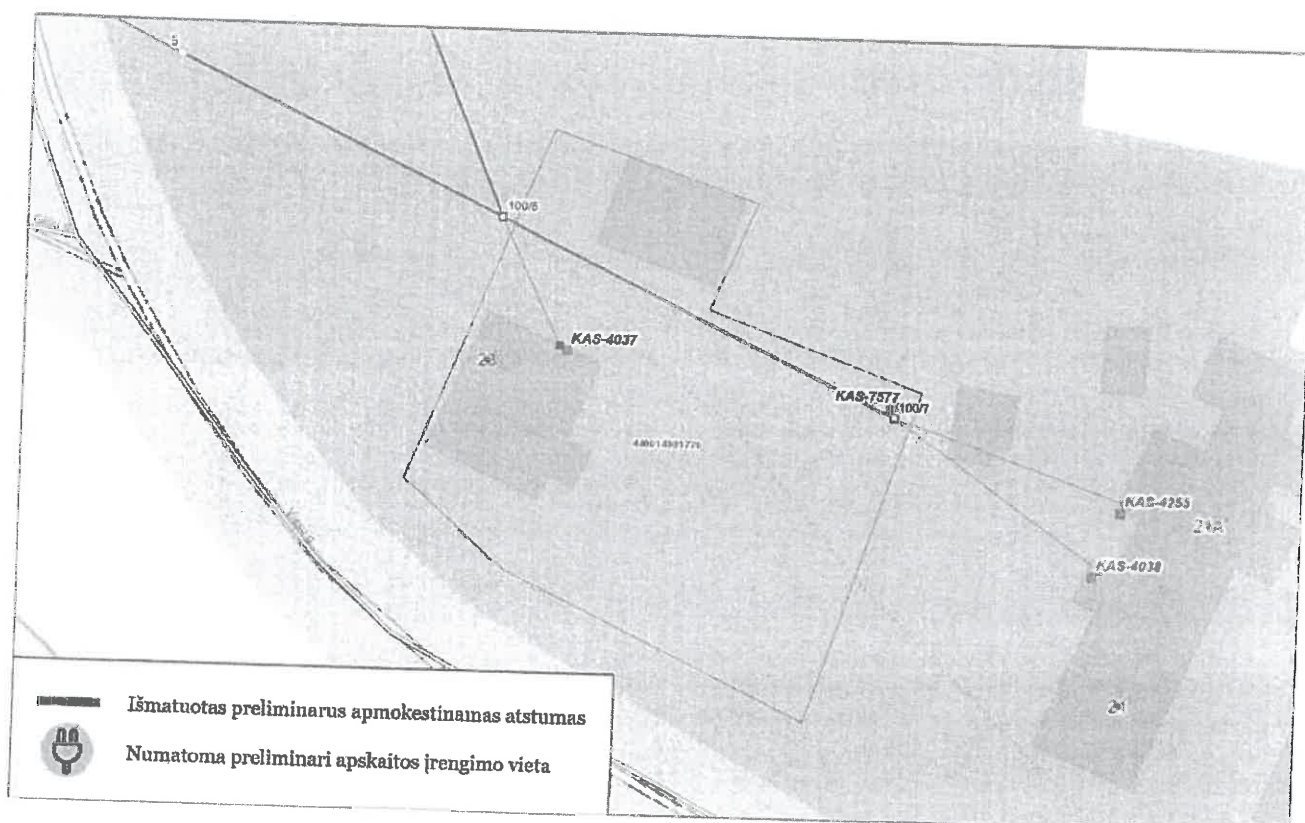 5
100/6
KAS-4037
KAS-7577
100/7
KAS-4255
KAS-4038
21
Išmatuotas preliminarus apmokestinamas atstumas
Numatoma preliminari apskaitos įrengimo vieta